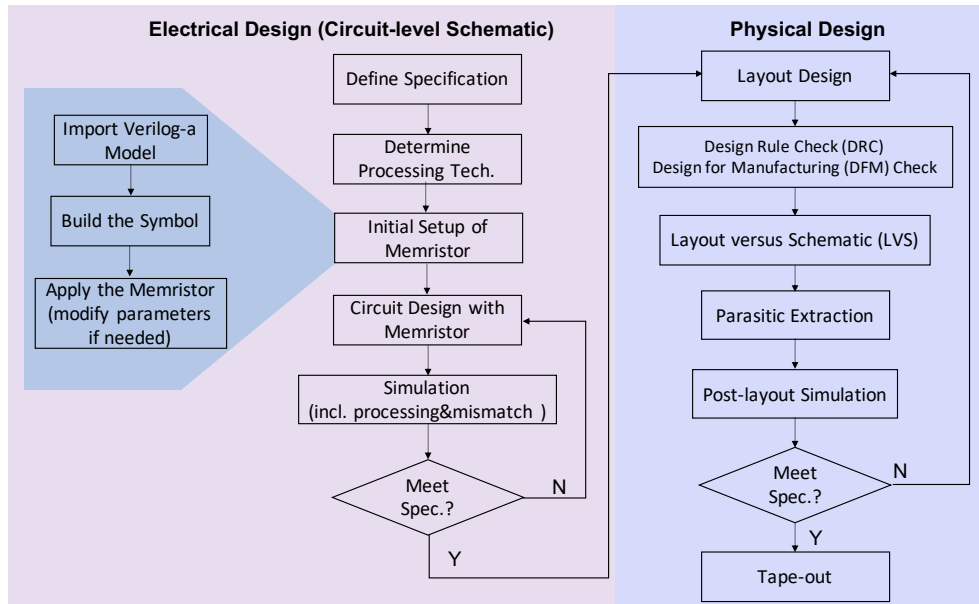 Electrical Design (Circuit-level Schematic)
Define Specification
Determine
Processing Tech.
Initial Setup of
Memristor
Circuit Design with
Memristor
Simulation
(incl. processing&mismatch )
Meet
Spec.?
N
Y
Import Verilog-a
Model
Build the Symbol
Apply the Memristor
(modify parameters
if needed)
Physical Design
Layout Design
Design Rule Check (DRC)
Design for Manufacturing (DFM) Check
Layout versus Schematic (LVS)
Parasitic Extraction
Post-layout Simulation
Meet
Spec.?
N
Y
Tape-out